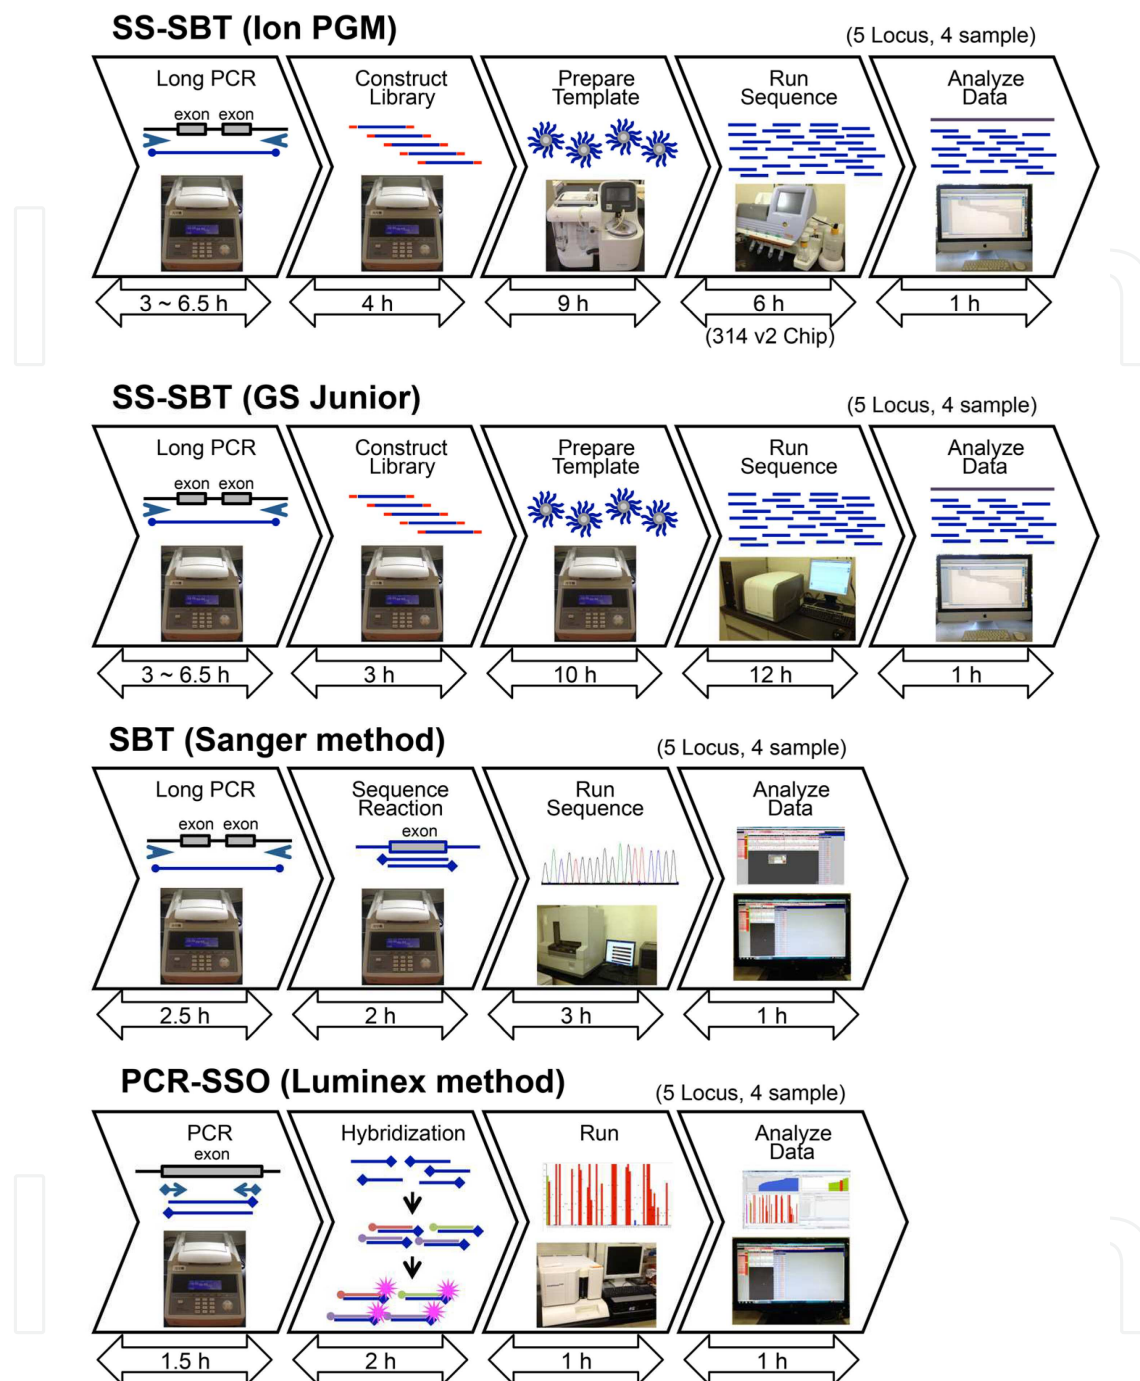 SS-SBT (Ion PGM)
(5 Locus, 4 sample)
Long PCR
exon exon
Construct
Library
Prepare
Template
Run
Sequence
Analyze
Data
3 ~ 6.5 h
4 h
9 h
6 h
1 h
(314 v2 Chip)
SS-SBT (GS Junior)
(5 Locus, 4 sample)
Long PCR
exon exon
Construct
Library
Prepare
Template
Run
Sequence
Analyze
Data
3 ~ 6.5 h
3 h
10 h
12 h
1 h
SBT (Sanger method)
(5 Locus, 4 sample)
Long PCR
exon exon
Sequence
Reaction
exon
Run
Sequence
Analyze
Data
2.5 h
2 h
3 h
1 h
PCR-SSO (Luminex method)
(5 Locus, 4 sample)
PCR
exon
Hybridization
Run
Analyze
Data
1.5 h
2 h
1 h
1 h